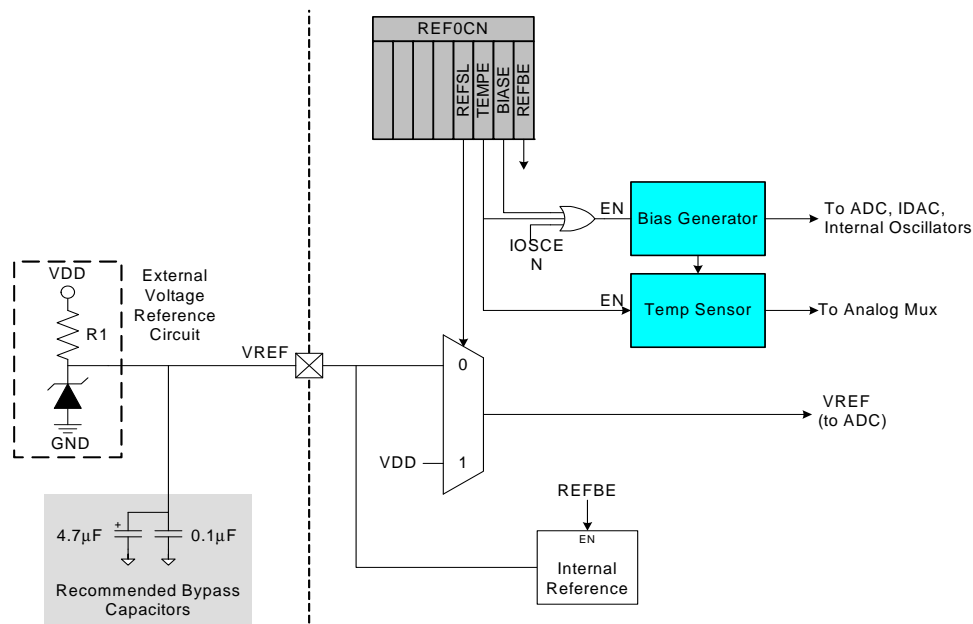 REF0CN
REFSL
TEMPE
BIASE
REFBE
EN
Bias Generator
To ADC, IDAC,
Internal Oscillators
IOSCE
N
VDD
External
Voltage
Reference
Circuit
R1
EN
Temp Sensor
To Analog Mux
VREF
0
GND
VREF
(to ADC)
VDD
1
REFBE
4.7μF
+
0.1μF
EN
Internal
Reference
Recommended Bypass
Capacitors